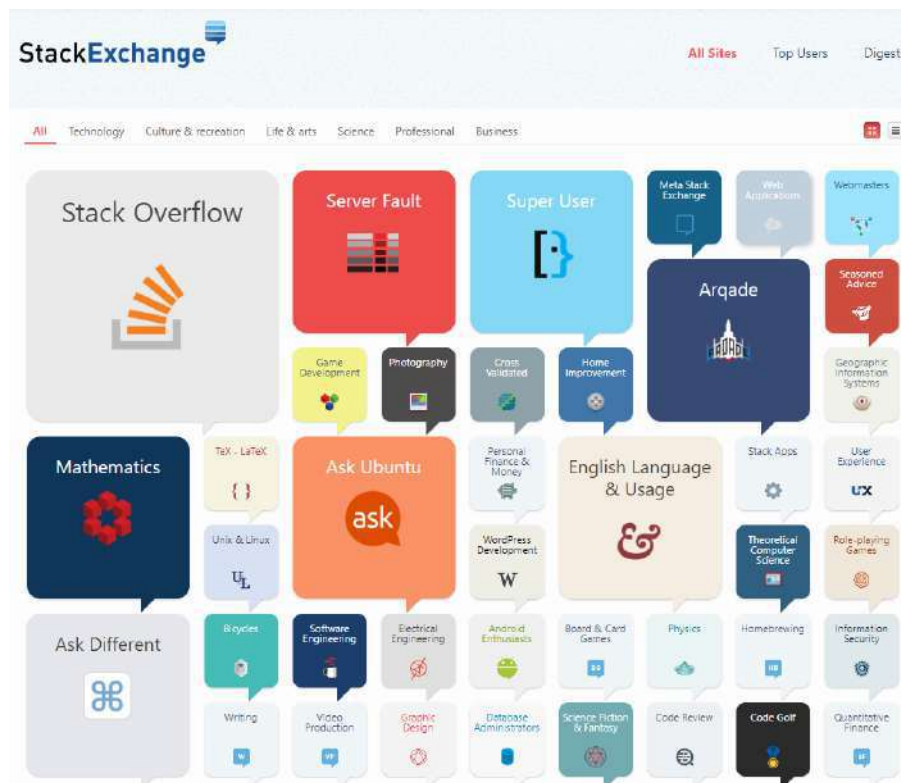 StackExchange
All Sites Top Users Digest
All Technology Culture & recreation Life & arts Science Professional Business
Stack Overflow
Server Fault
Super User
Meta Stack
Exchange
Web
Applications
Webmasters
Arqade
Seasoned
Advice
Game
Development
Photography
Cross
Validated
Home
Improvement
Geographic
Information
Systems
Mathematics
TeX - LaTeX
{ }
Ask Ubuntu
ask
Personal
Finance &
Money
English Language
& Usage
&
Stack Apps
User
Experience
UX
Unix & Linux
UL
WordPress
Development
W
Theoretical
Computer
Science
Role-playing
Games
Ask Different
Bicycles
Software
Engineering
Electrical
Engineering
Android
Enthusiasts
Board & Card
Games
BG
Physics
Homebrewing
HB
Information
Security
Writing
W
Video
Production
VP
Graphic
Design
Database
Administrators
Science Fiction
& Fantasy
Code Review
Code Golf
Quantitative
Finance